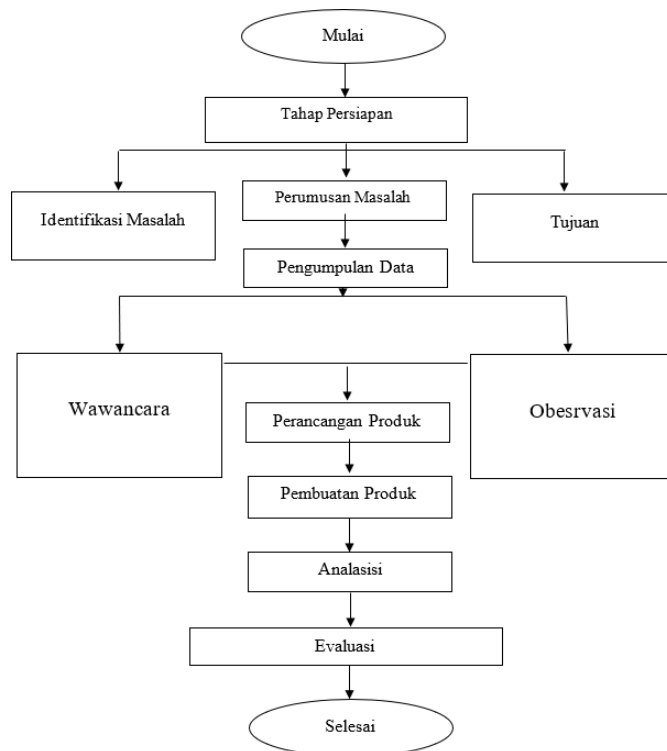 Mulai
Tahap Persiapan
Identifikasi Masalah
Perumusan Masalah
Tujuan
Pengumpulan Data
Wawancara
Obesrvasi
Perancangan Produk
Pembuatan Produk
Analasisi
Evaluasi
Selesai